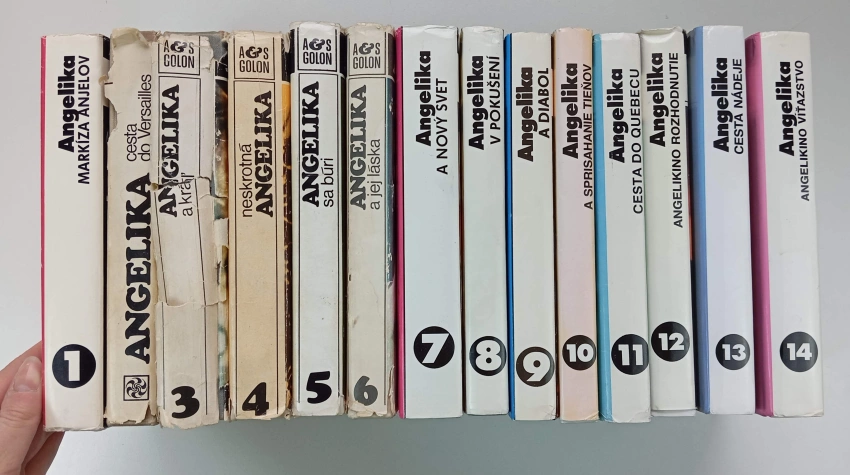 Angelika
MARKÍZA ANJELOV
1
ANGELIKA
cesta
do Versailles
A&S
GOLON
ANGELIKA
a kráľ
3
A&S
GOLON
neskrotná
ANGELIKA
4
A&S
GOLON
ANGELIKA
sa búri
5
A&S
GOLON
ANGELIKA
a jej láska
6
Angelika
A NOVÝ SVET
7
Angelika
V POKUŠENÍ
8
Angelika
A DIABOL
9
Angelika
A SPRISAHANIE TIEŇOV
10
Angelika
CESTA DO QUEBECU
11
Angelika
ANGELIKINO ROZHODNUTIE
12
Angelika
CESTA NÁDEJE
13
Angelika
ANGELIKINO VÍŤAZSTVO
14